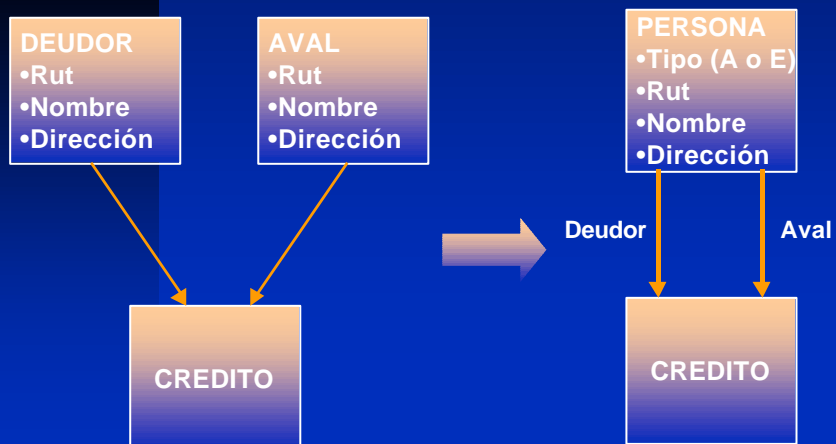 DEUDOR
•Rut
•Nombre
•Dirección
AVAL
•Rut
•Nombre
•Dirección
CREDITO
PERSONA
•Tipo (A o E)
•Rut
•Nombre
•Dirección
Deudor
Aval
CREDITO